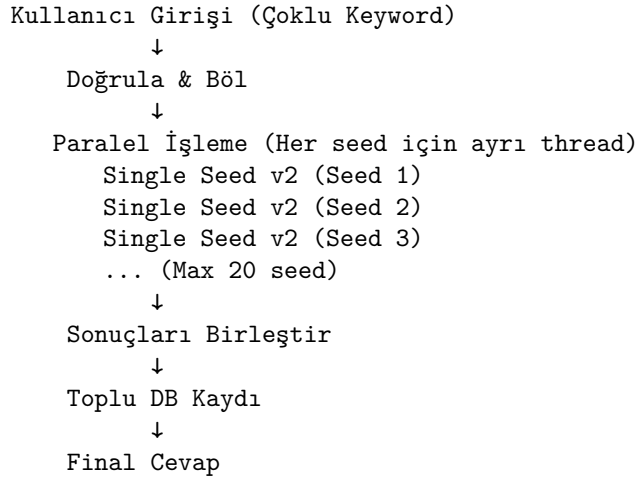 Kullanıcı Girişi (Çoklu Keyword)
↓
Doğrula & Böl
↓
Paralel İşleme (Her seed için ayrı thread)
Single Seed v2 (Seed 1)
Single Seed v2 (Seed 2)
Single Seed v2 (Seed 3)
... (Max 20 seed)
↓
Sonuçları Birleştir
↓
Toplu DB Kaydı
↓
Final Cevap